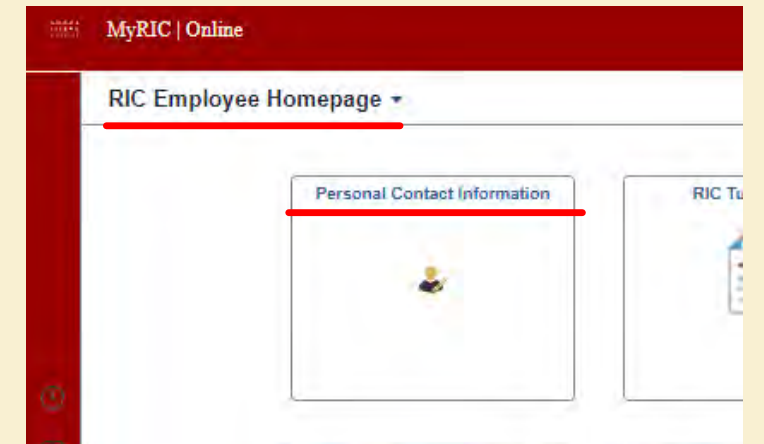 MyRIC | Online
RIC Employee Homepage
Personal Contact Information
RIC Tu